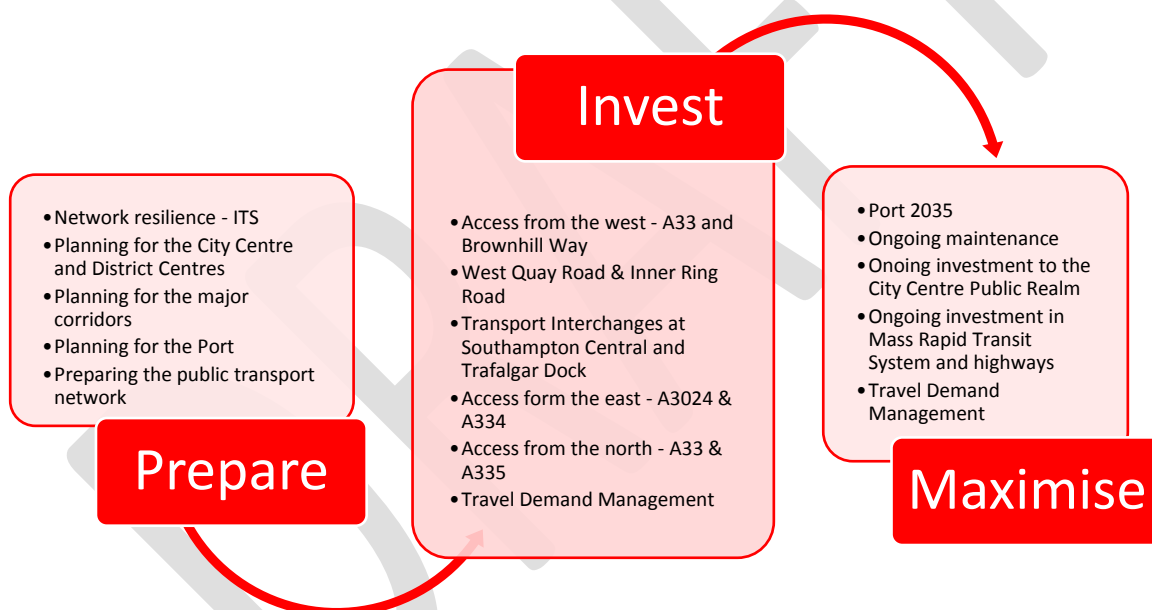 • Network resilience - ITS
• Planning for the City Centre
and District Centres
• Planning for the major
corridors
• Planning for the Port
• Preparing the public transport
network
Prepare
Invest
• Access from the west - A33 and
Brownhill Way
• West Quay Road & Inner Ring
Road
• Transport Interchanges at
Southampton Central and
Trafalgar Dock
• Access form the east - A3024 &
A334
• Access from the north - A33 &
A335
• Travel Demand Management
• Port 2035
• Ongoing maintenance
• Onoing investment to the
City Centre Public Realm
• Ongoing investment in
Mass Rapid Transit
System and highways
• Travel Demand
Management
Maximise